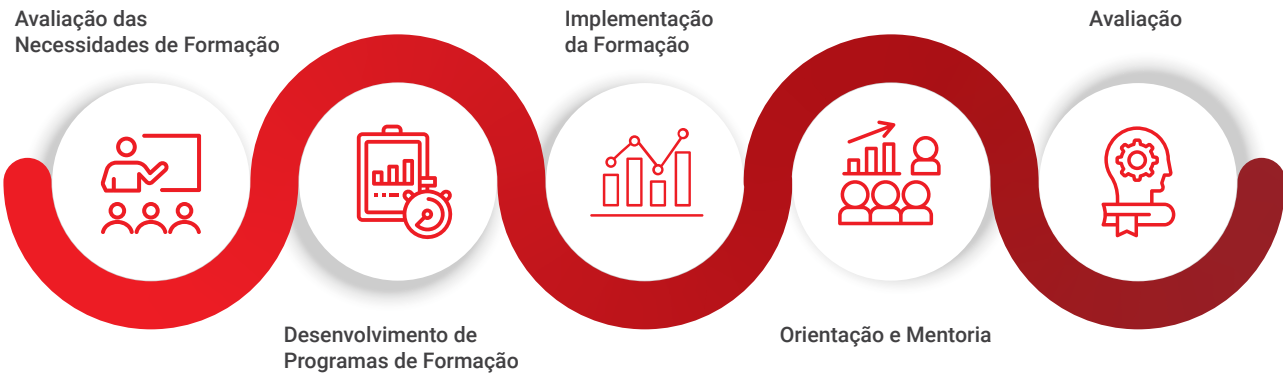 Avaliação das
Necessidades de Formação
Desenvolvimento de
Programas de Formação
Implementação
da Formação
Orientação e Mentoria
Avaliação